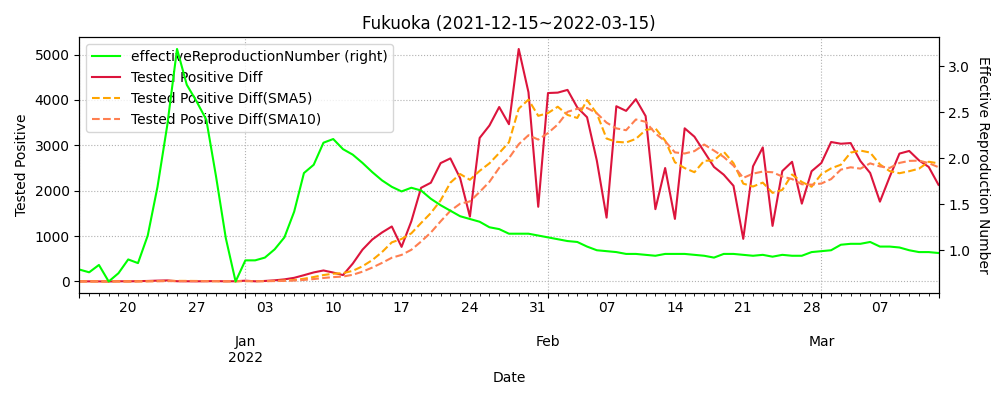 Fukuoka (2021-12-15~2022-03-15)
effectiveReproductionNumber (right)
Tested Positive Diff
Tested Positive Diff(SMA5)
Tested Positive Diff(SMA10)
Tested Positive
5000
4000
3000
2000
1000
0
3.0
2.5
2.0
1.5
1.0
Effective Reproduction Number
20 27 03 10 17 24 31 07 14 21 28 07
Jan Feb Mar
2022
Date